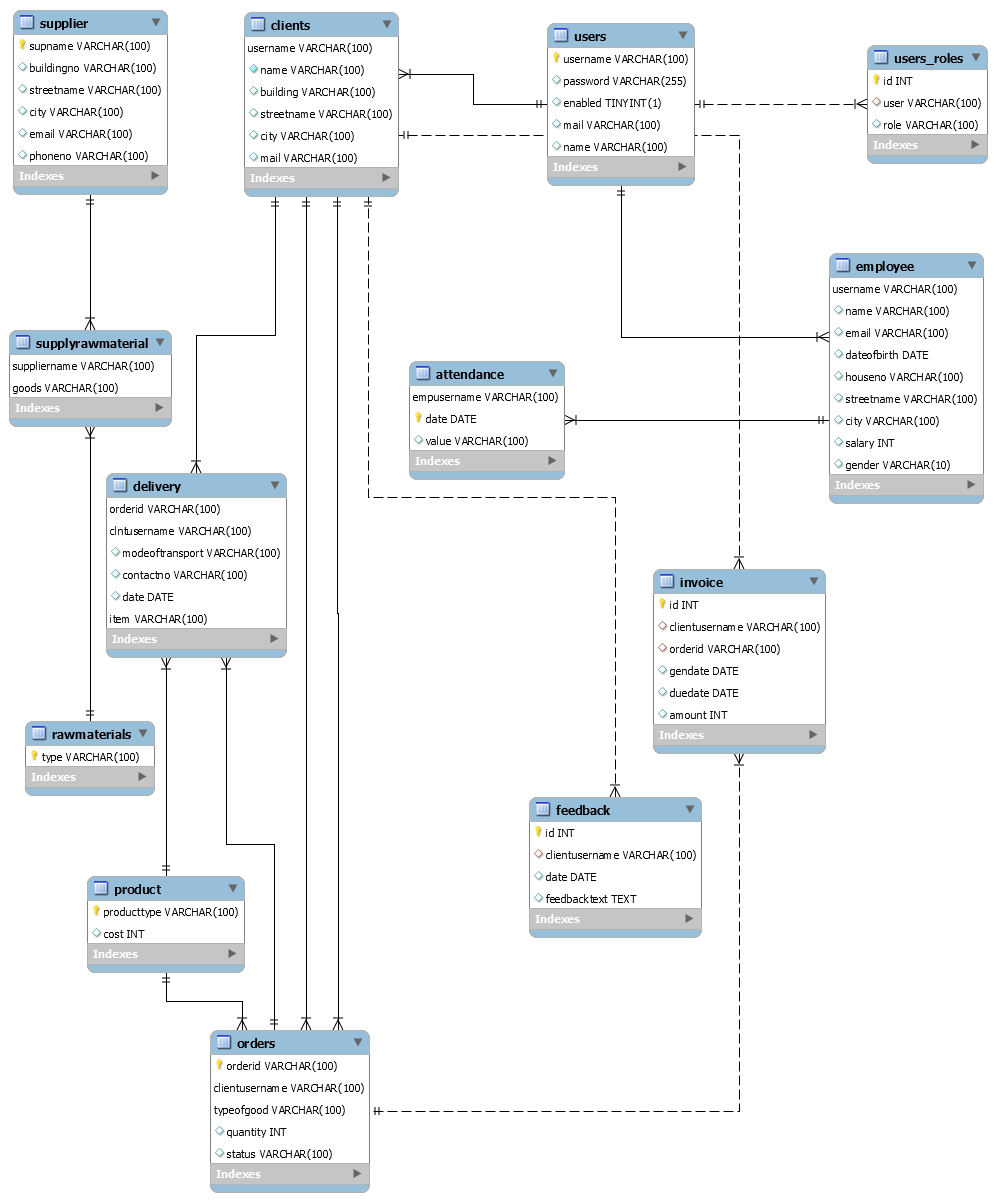 supplier
supname VARCHAR(100)
buildingno VARCHAR(100)
streetname VARCHAR(100)
city VARCHAR(100)
email VARCHAR(100)
phoneno VARCHAR(100)
Indexes
clients
username VARCHAR(100)
name VARCHAR(100)
building VARCHAR(100)
streetname VARCHAR(100)
city VARCHAR(100)
mail VARCHAR(100)
Indexes
users
username VARCHAR(100)
password VARCHAR(255)
enabled TINYINT(1)
mail VARCHAR(100)
name VARCHAR(100)
Indexes
users_roles
id INT
user VARCHAR(100)
role VARCHAR(100)
Indexes
employee
username VARCHAR(100)
name VARCHAR(100)
email VARCHAR(100)
dateofbirth DATE
houseno VARCHAR(100)
streetname VARCHAR(100)
city VARCHAR(100)
salary INT
gender VARCHAR(10)
Indexes
supplyrawmaterial
suppliername VARCHAR(100)
goods VARCHAR(100)
Indexes
attendance
empusername VARCHAR(100)
date DATE
value VARCHAR(100)
Indexes
delivery
orderid VARCHAR(100)
clntusername VARCHAR(100)
modeoftransport VARCHAR(100)
contactno VARCHAR(100)
date DATE
item VARCHAR(100)
Indexes
invoice
id INT
clientusername VARCHAR(100)
orderid VARCHAR(100)
gendate DATE
duedate DATE
amount INT
Indexes
rawmaterials
type VARCHAR(100)
Indexes
feedback
id INT
clientusername VARCHAR(100)
date DATE
feedbacktext TEXT
Indexes
product
producttype VARCHAR(100)
cost INT
Indexes
orders
orderid VARCHAR(100)
clientusername VARCHAR(100)
typeofgood VARCHAR(100)
quantity INT
status VARCHAR(100)
Indexes